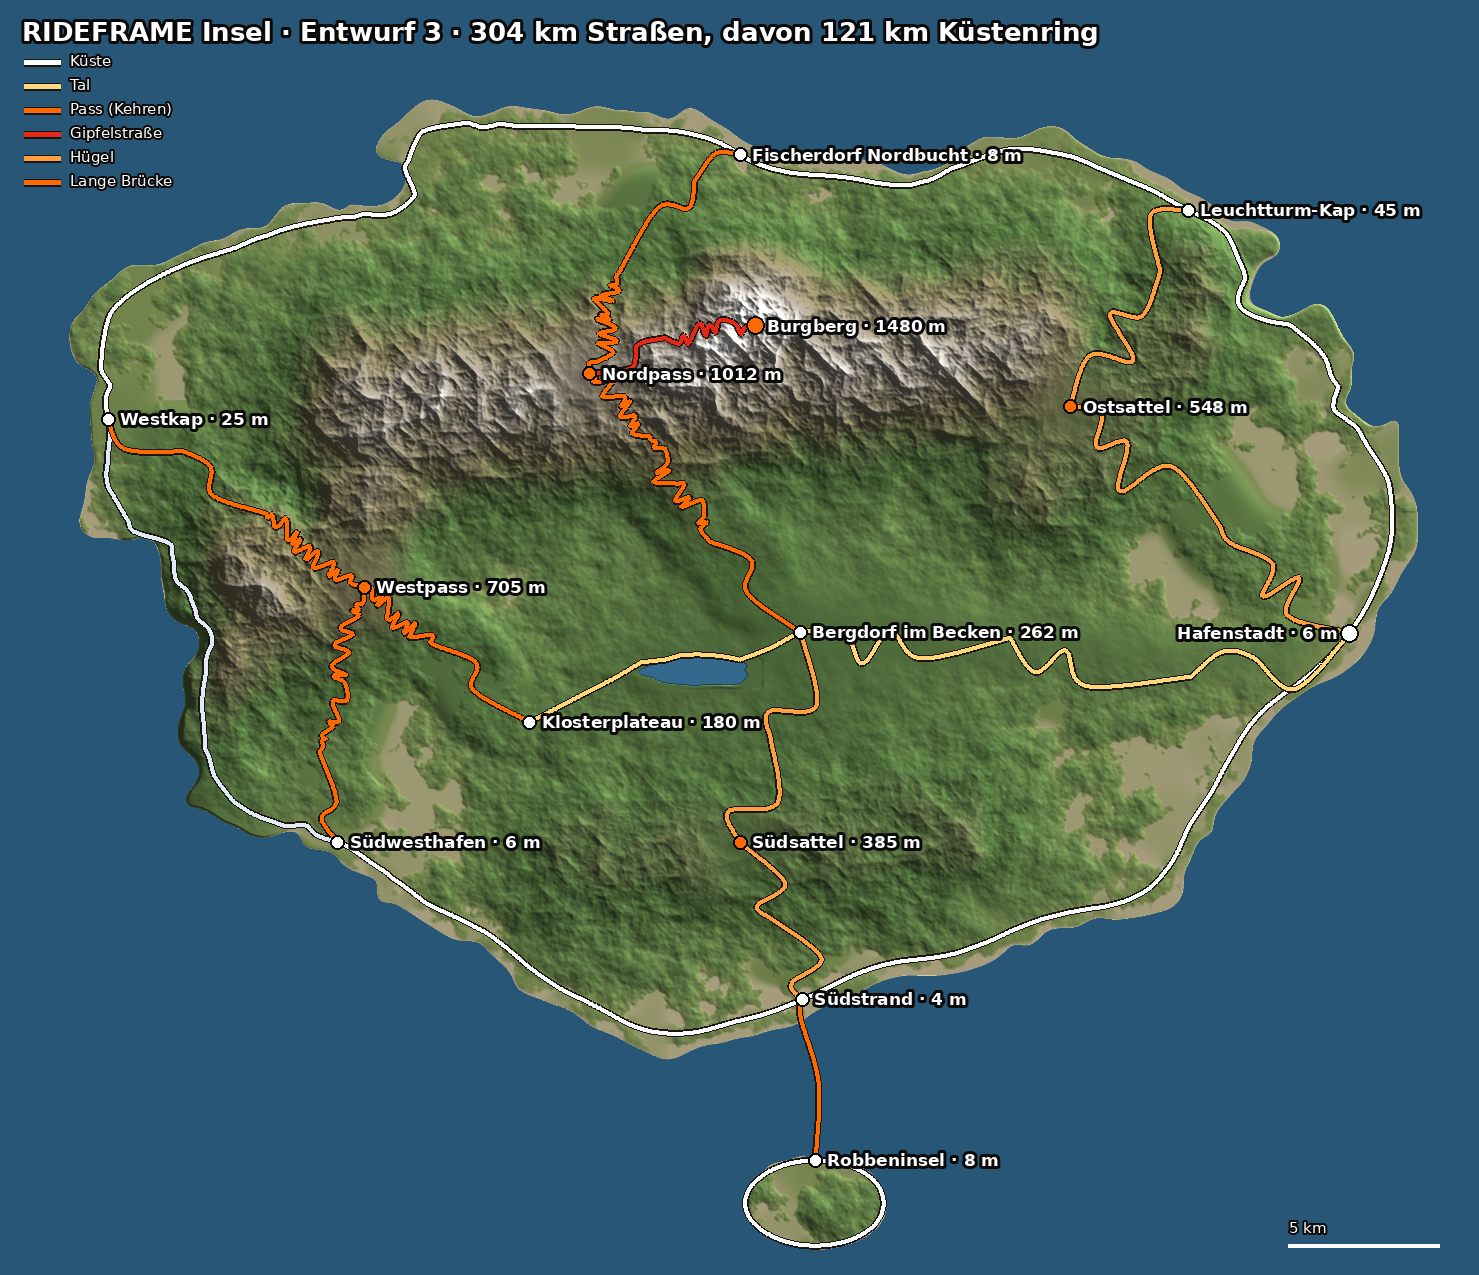 RIDEFRAME Insel · Entwurf 3 · 304 km Straßen, davon 121 km Küstenring
Küste
Tal
Pass (Kehren)
Gipfelstraße
Hügel
Lange Brücke
Fischerdorf Nordbucht · 8 m
Leuchtturm-Kap · 45 m
Burgberg · 1480 m
Nordpass · 1012 m
Ostsattel · 548 m
Westkap · 25 m
Westpass · 705 m
Bergdorf im Becken · 262 m
Hafenstadt · 6 m
Klosterplateau · 180 m
Südwesthafen · 6 m
Südsattel · 385 m
Südstrand · 4 m
Robbeninsel · 8 m
5 km